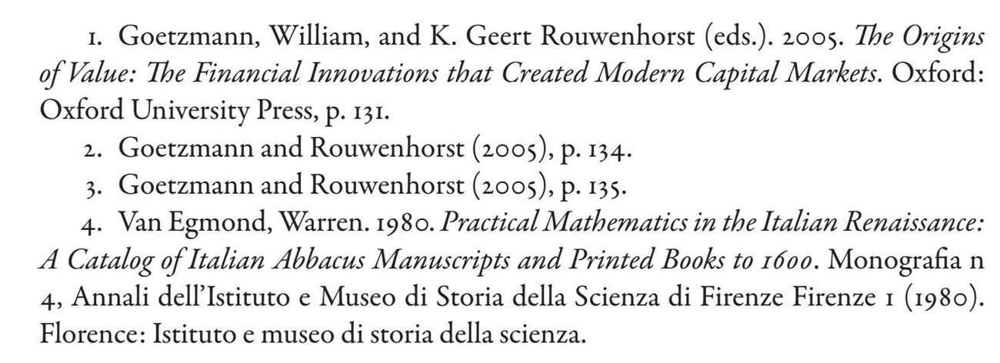 1. Goetzmann, William, and K. Geert Rouwenhorst (eds.). 2005. The Origins
of Value: The Financial Innovations that Created Modern Capital Markets. Oxford:
Oxford University Press, p. 131.
2. Goetzmann and Rouwenhorst (2005), p. 134.
3. Goetzmann and Rouwenhorst (2005), p. 135.
4. Van Egmond, Warren. 1980. Practical Mathematics in the Italian Renaissance:
A Catalog of Italian Abbacus Manuscripts and Printed Books to 1600. Monografia n
4, Annali dell’Istituto e Museo di Storia della Scienza di Firenze Firenze 1 (1980).
Florence: Istituto e museo di storia della scienza.